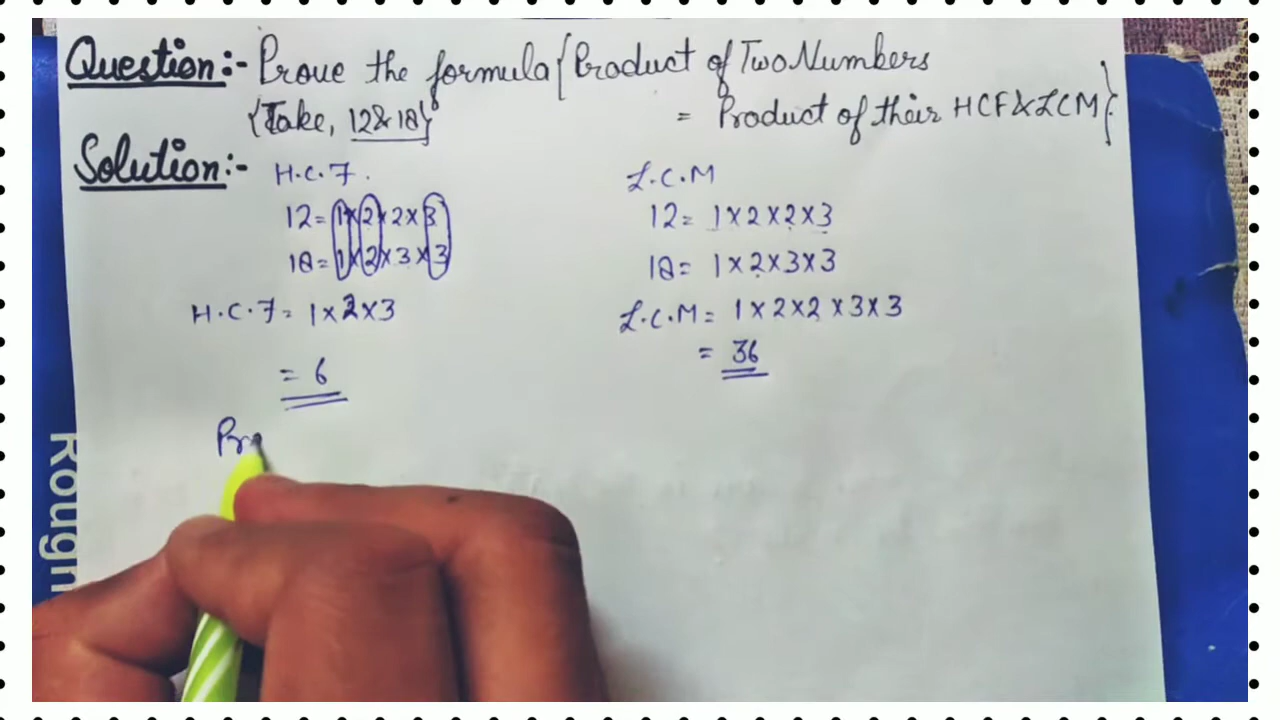 Question:- Prove the formula {Product of Two Numbers
= Product of their HCF & LCM}.
{Take, 12 & 18}
Solution:-
H.C.F.
12 = 1 × 2 × 2 × 3
18 = 1 × 2 × 3 × 3
H.C.F = 1 × 2 × 3
= 6
L.C.M
12 = 1 × 2 × 2 × 3
18 = 1 × 2 × 3 × 3
L.C.M = 1 × 2 × 2 × 3 × 3
= 36
Pro
Rough